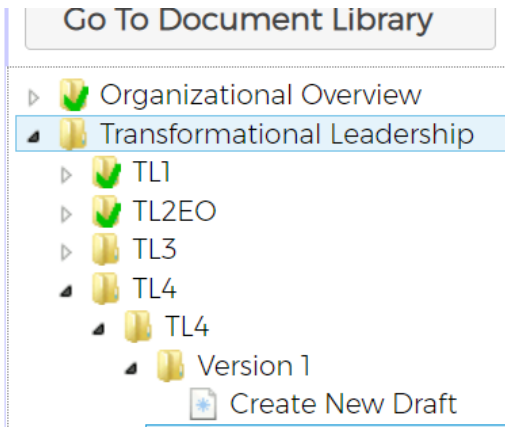 Go To Document Library
Organizational Overview
Transformational Leadership
TL1
TL2EO
TL3
TL4
TL4
Version 1
Create New Draft